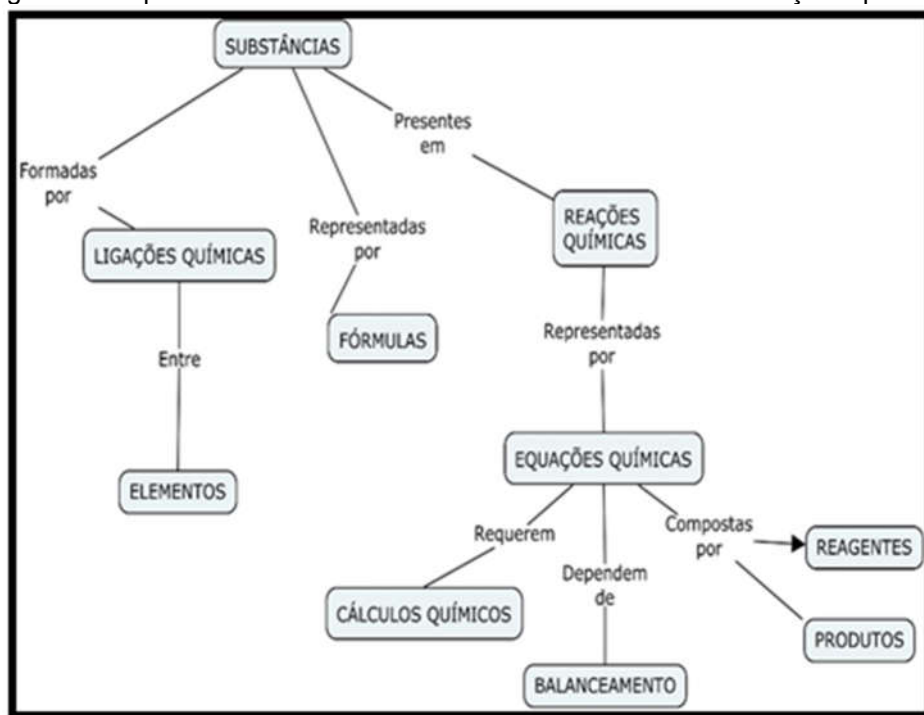 SUBSTÂNCIAS
Presentes
em
Formadas
por
Representadas
por
REAÇÕES
QUÍMICAS
LIGAÇÕES QUÍMICAS
FÓRMULAS
Representadas
por
Entre
EQUAÇÕES QUÍMICAS
ELEMENTOS
Requerem
Compostas
por
REAGENTES
Dependem
de
CÁLCULOS QUÍMICOS
PRODUTOS
BALANCEAMENTO